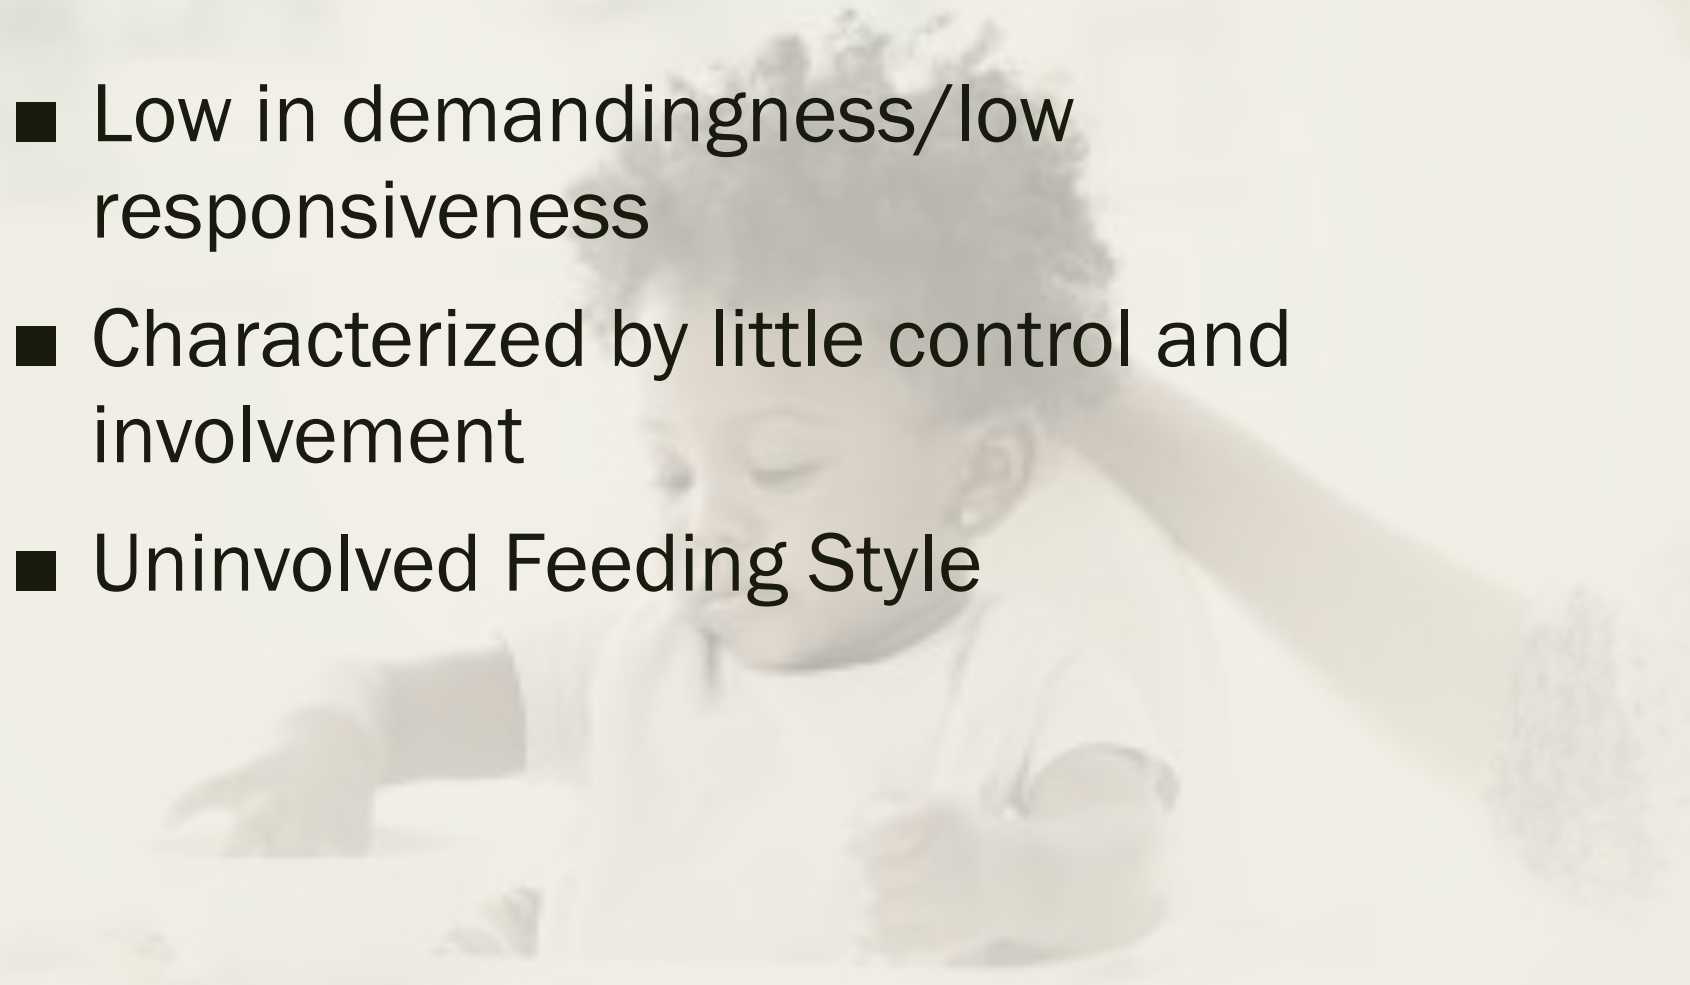 ■ Low in demandingness/low
responsiveness
■ Characterized by little control and
involvement
■ Uninvolved Feeding Style